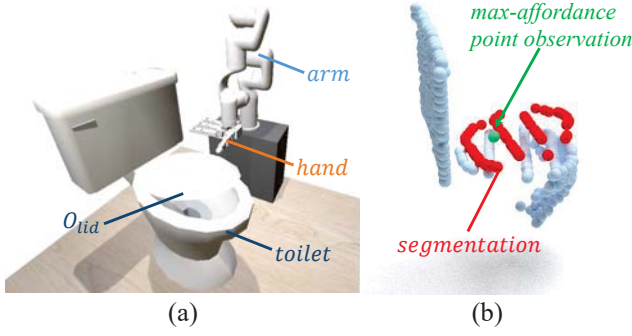 arm
hand
O_lid
toilet
(a)
max-affordance
point observation
segmentation
(b)